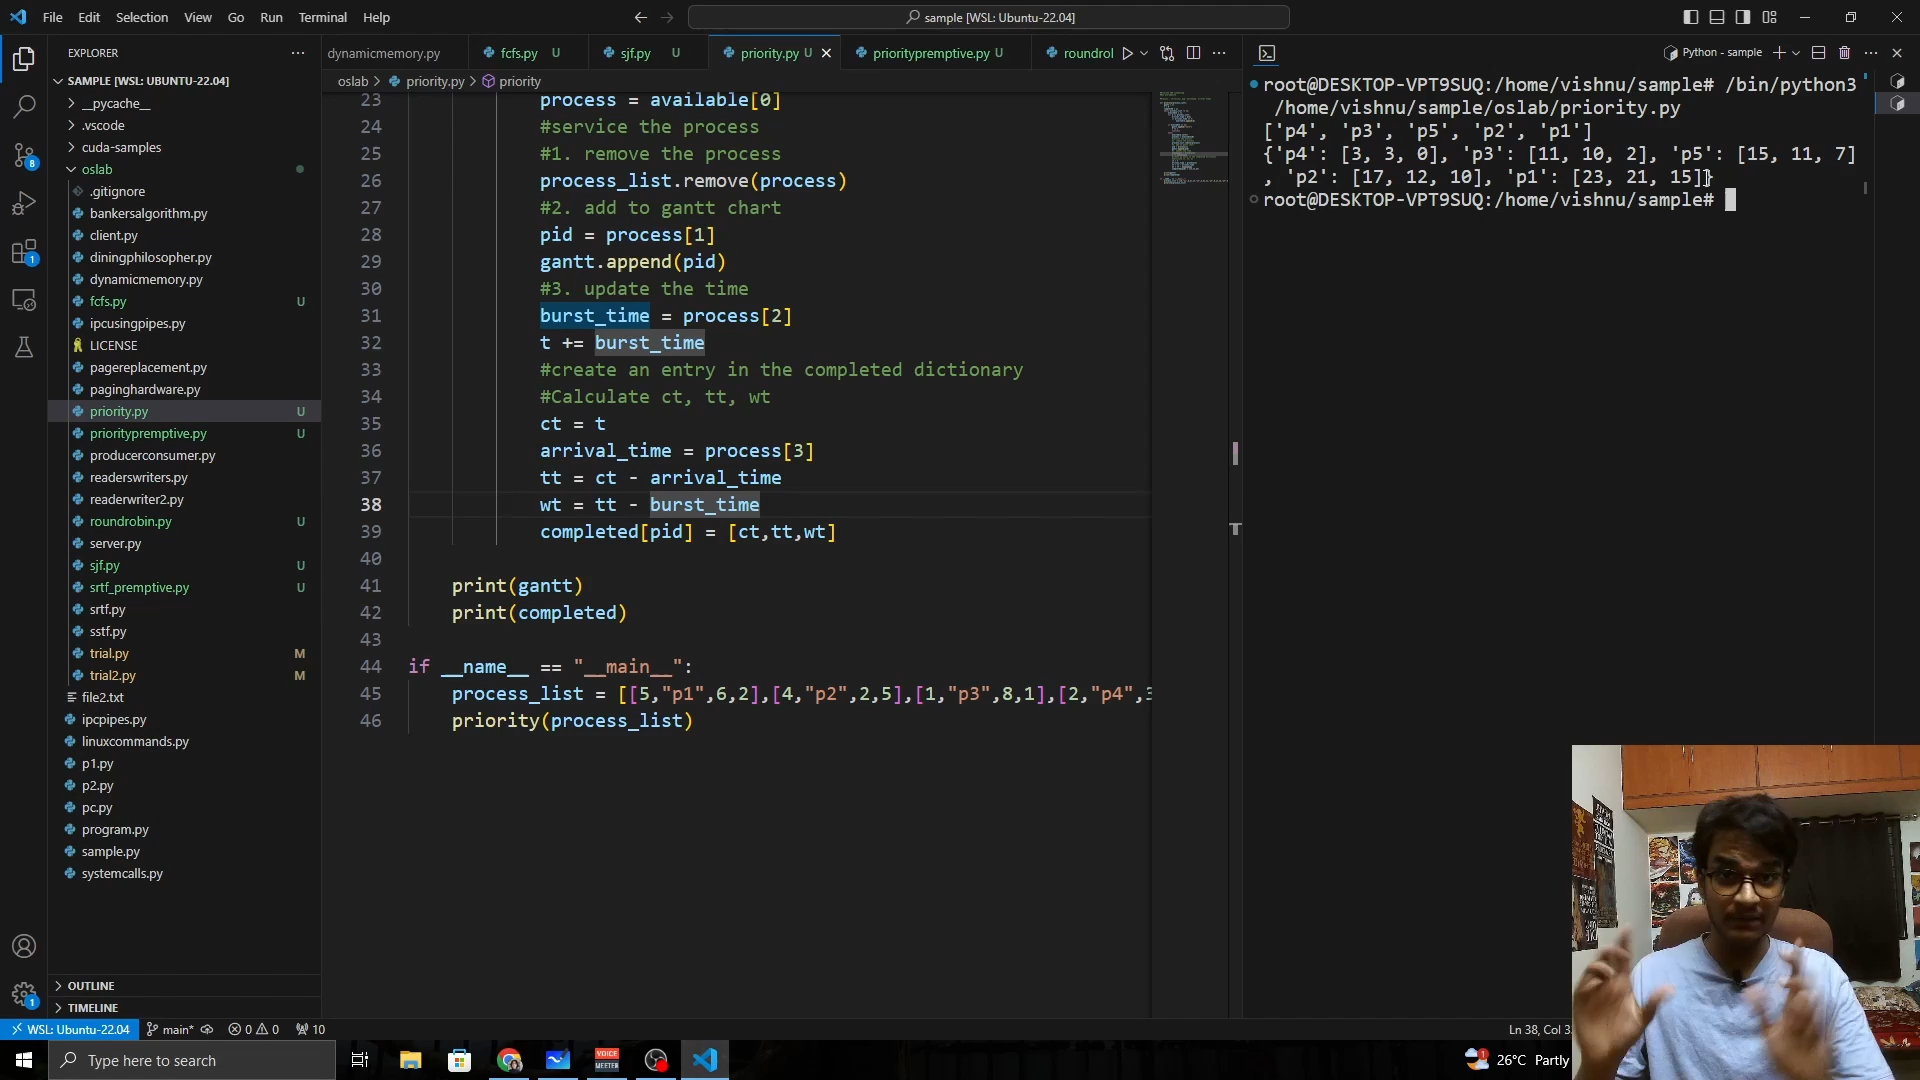 File Edit Selection View Go Run Terminal Help
sample [WSL: Ubuntu-22.04]
EXPLORER
SAMPLE [WSL: UBUNTU-22.04]
__pycache__
.vscode
cuda-samples
oslab
.gitignore
bankersalgorithm.py
client.py
diningphilosopher.py
dynamicmemory.py
fcfs.py U
ipcusingpipes.py
LICENSE
pagereplacement.py
paginghardware.py
priority.py U
prioritypremptive.py U
producerconsumer.py
readerswriters.py
readerwriter2.py
roundrobin.py U
server.py
sjf.py U
srtf_premptive.py U
srtf.py
sstf.py
trial.py M
trial2.py M
file2.txt
ipcpipes.py
linuxcommands.py
p1.py
p2.py
pc.py
program.py
sample.py
systemcalls.py
OUTLINE
TIMELINE
8
1
1
dynamicmemory.py fcfs.py U sjf.py U priority.py U prioritypremptive.py U roundrol
oslab > priority.py > priority
23 process = available[0]
24 #service the process
25 #1. remove the process
26 process_list.remove(process)
27 #2. add to gantt chart
28 pid = process[1]
29 gantt.append(pid)
30 #3. update the time
31 burst_time = process[2]
32 t += burst_time
33 #create an entry in the completed dictionary
34 #Calculate ct, tt, wt
35 ct = t
36 arrival_time = process[3]
37 tt = ct - arrival_time
38 wt = tt - burst_time
39 completed[pid] = [ct,tt,wt]
40
41 print(gantt)
42 print(completed)
43
44 if __name__ == "__main__":
45 process_list = [[5,"p1",6,2],[4,"p2",2,5],[1,"p3",8,1],[2,"p4",3
46 priority(process_list)
Python - sample
root@DESKTOP-VPT9SUQ:/home/vishnu/sample# /bin/python3
/home/vishnu/sample/oslab/priority.py
['p4', 'p3', 'p5', 'p2', 'p1']
{'p4': [3, 3, 0], 'p3': [11, 10, 2], 'p5': [15, 11, 7]
, 'p2': [17, 12, 10], 'p1': [23, 21, 15]}
root@DESKTOP-VPT9SUQ:/home/vishnu/sample#
WSL: Ubuntu-22.04 main* 0 0 10
Ln 38, Col 3
Type here to search
VOICE
MEETER
1
26°C Partly